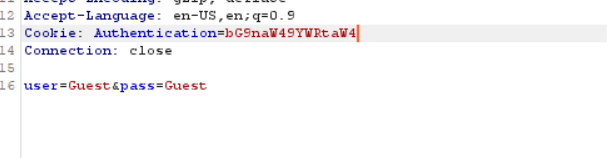 12 Accept-Language: en-US,en;q=0.9
13 Cookie: Authentication=bG9naW49YWRtaW4
14 Connection: close
15
16 user=Guest&pass=Guest